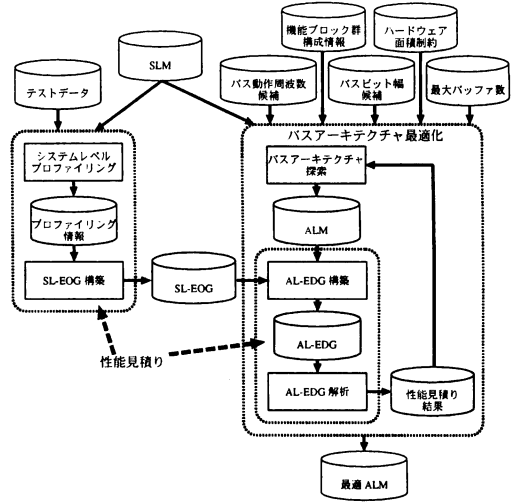 機能ブロック群
構成情報
ハードウェア
面積制約
SLM
テストデータ
バス動作周波数
候補
バスビット幅
候補
最大バッファ数
バスアーキテクチャ最適化
システムレベル
プロファイリング
バスアーキテクチャ
探索
プロファイリング
情報
ALM
SL-EOG 構築
SL-EOG
AL-EDG 構築
AL-EDG
性能見積り
AL-EDG 解析
性能見積り
結果
最適 ALM